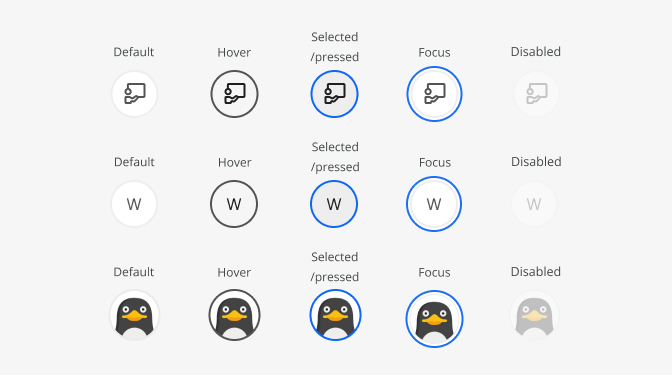 Default
Hover
Selected
/pressed
Focus
Disabled
Default
Hover
Selected
/pressed
Focus
Disabled
W
W
W
W
W
Default
Hover
Selected
/pressed
Focus
Disabled